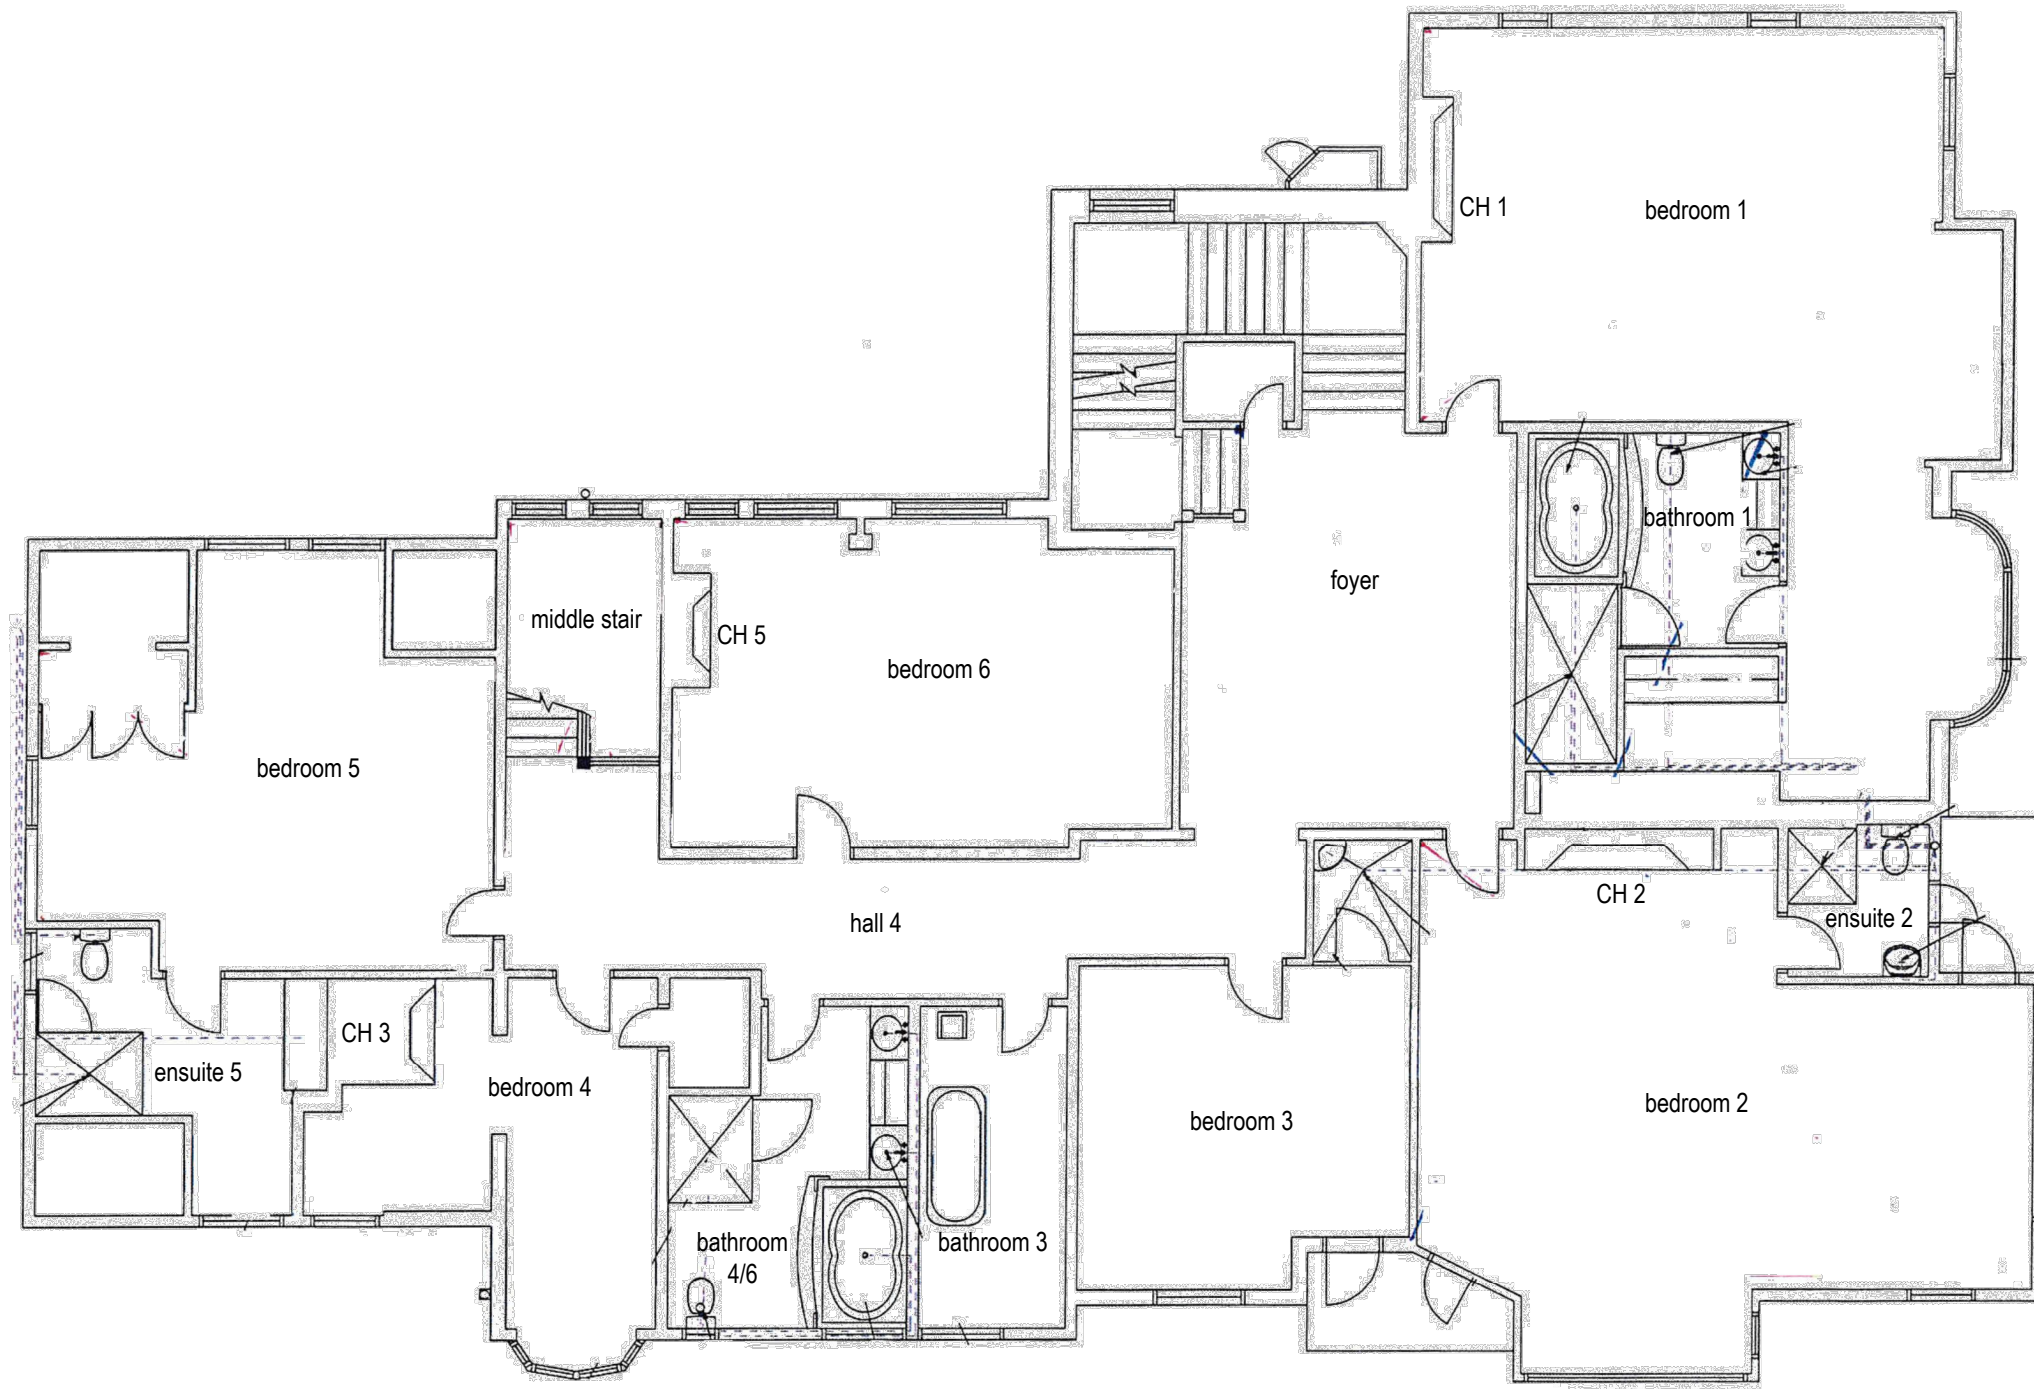 CH 1
bedroom 1
bathroom 1
foyer
middle stair
CH 5
bedroom 6
bedroom 5
CH 2
ensuite 2
hall 4
CH 3
ensuite 5
bedroom 4
bedroom 3
bedroom 2
bathroom
4/6
bathroom 3